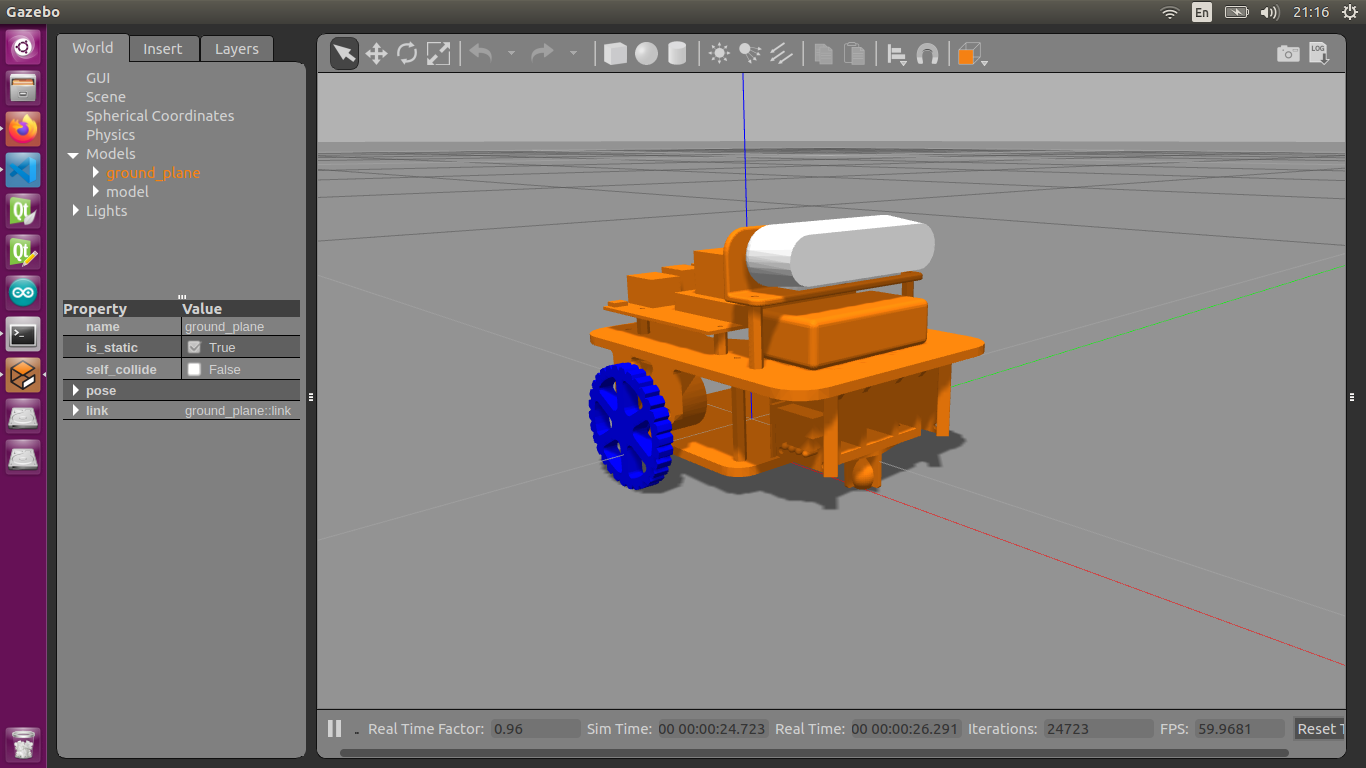 Gazebo
En
21:16
World
Insert
Layers
GUI
Scene
Spherical Coordinates
Physics
Models
ground_plane
model
Lights
Property Value
name ground_plane
is_static True
self_collide False
pose
link ground_plane::link
LOG
Real Time Factor: 0.96 Sim Time: 00 00:00:24.723 Real Time: 00 00:00:26.291 Iterations: 24723 FPS: 59.9681 Reset T